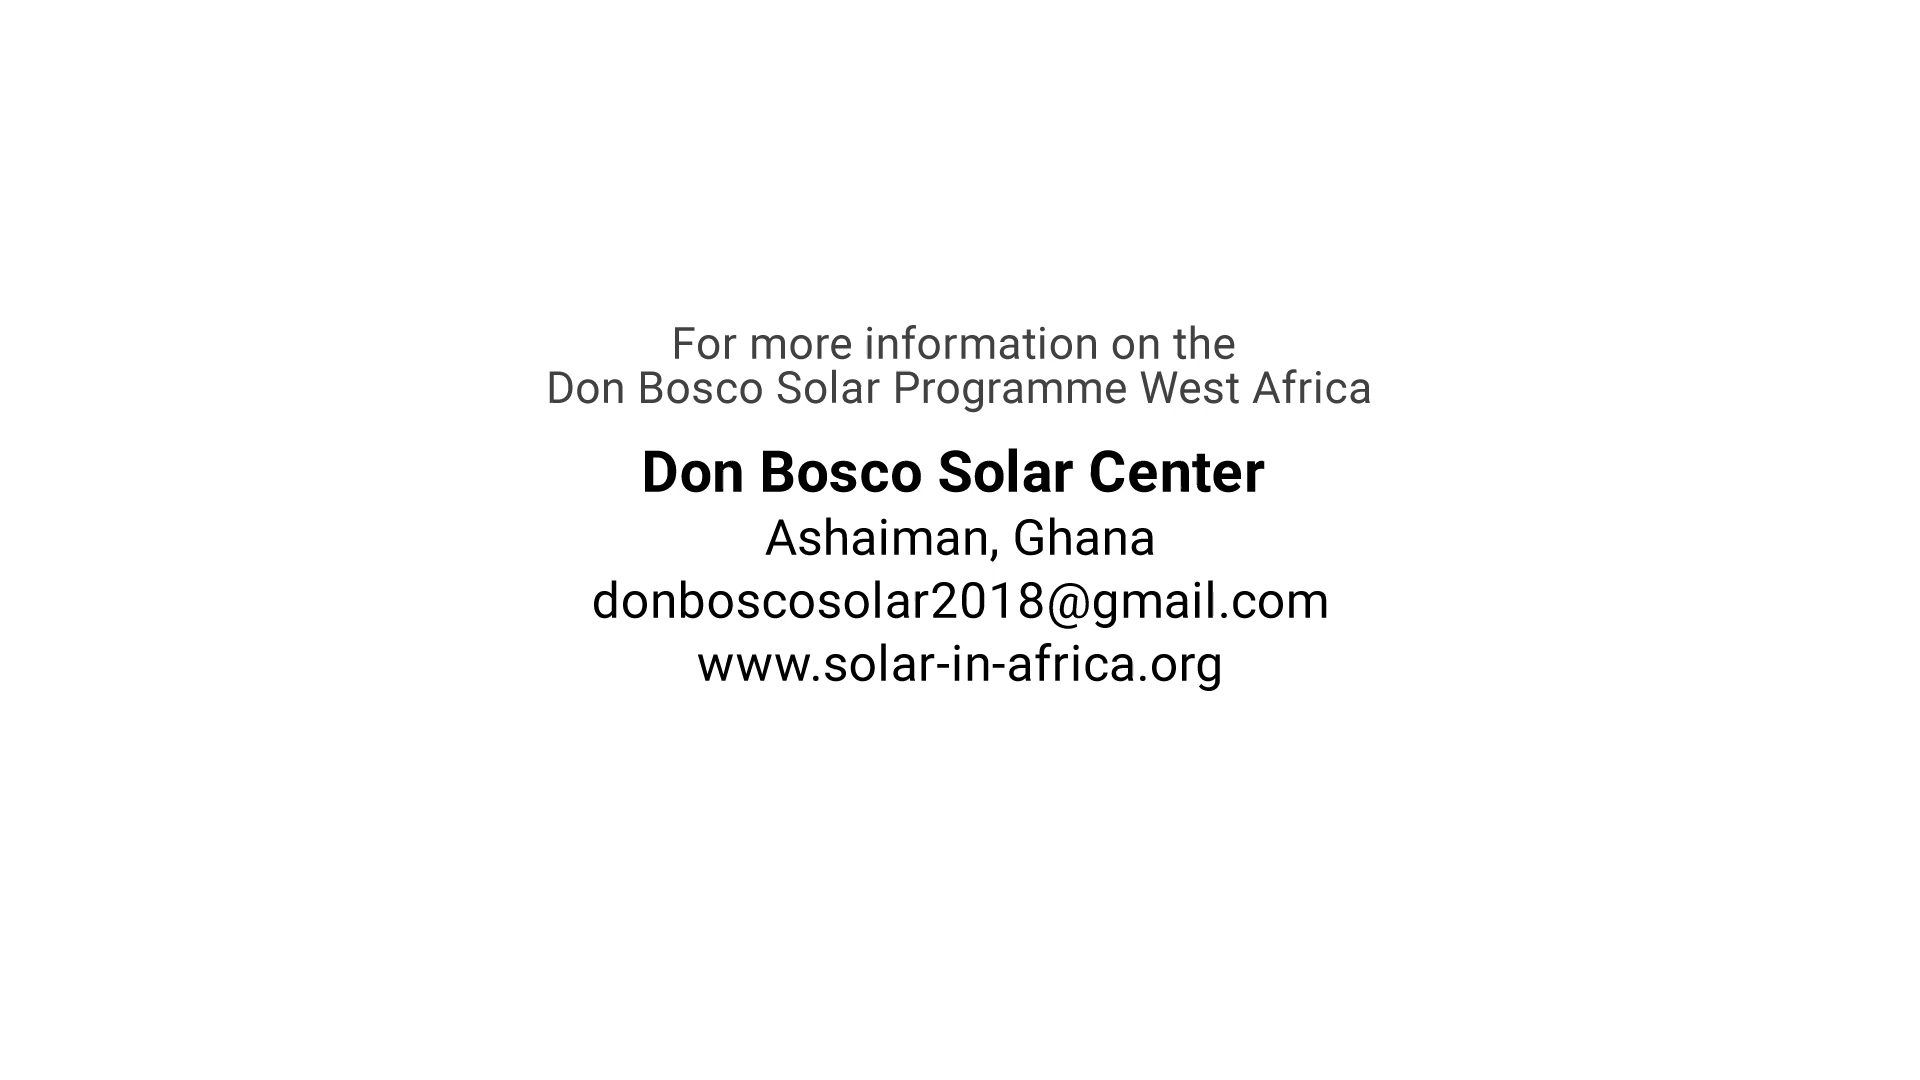 For more information on the
Don Bosco Solar Programme West Africa
Don Bosco Solar Center
Ashaiman, Ghana
donboscosolar2018@gmail.com
www.solar-in-africa.org